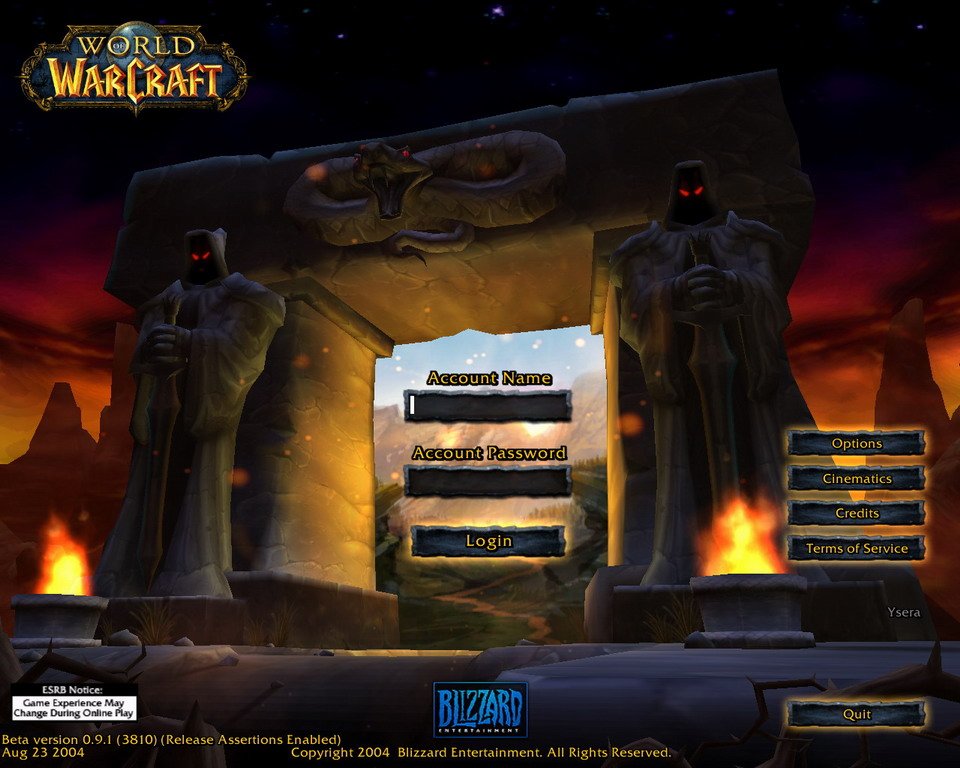 WORLD
OF
WARCRAFT
Account Name
Account Password
Login
Options
Cinematics
Credits
Terms of Service
Ysera
ESRB Notice:
Game Experience May
Change During Online Play
BLIZZARD
ENTERTAINMENT
Quit
Beta version 0.9.1 (3810) (Release Assertions Enabled)
Aug 23 2004
Copyright 2004 Blizzard Entertainment. All Rights Reserved.